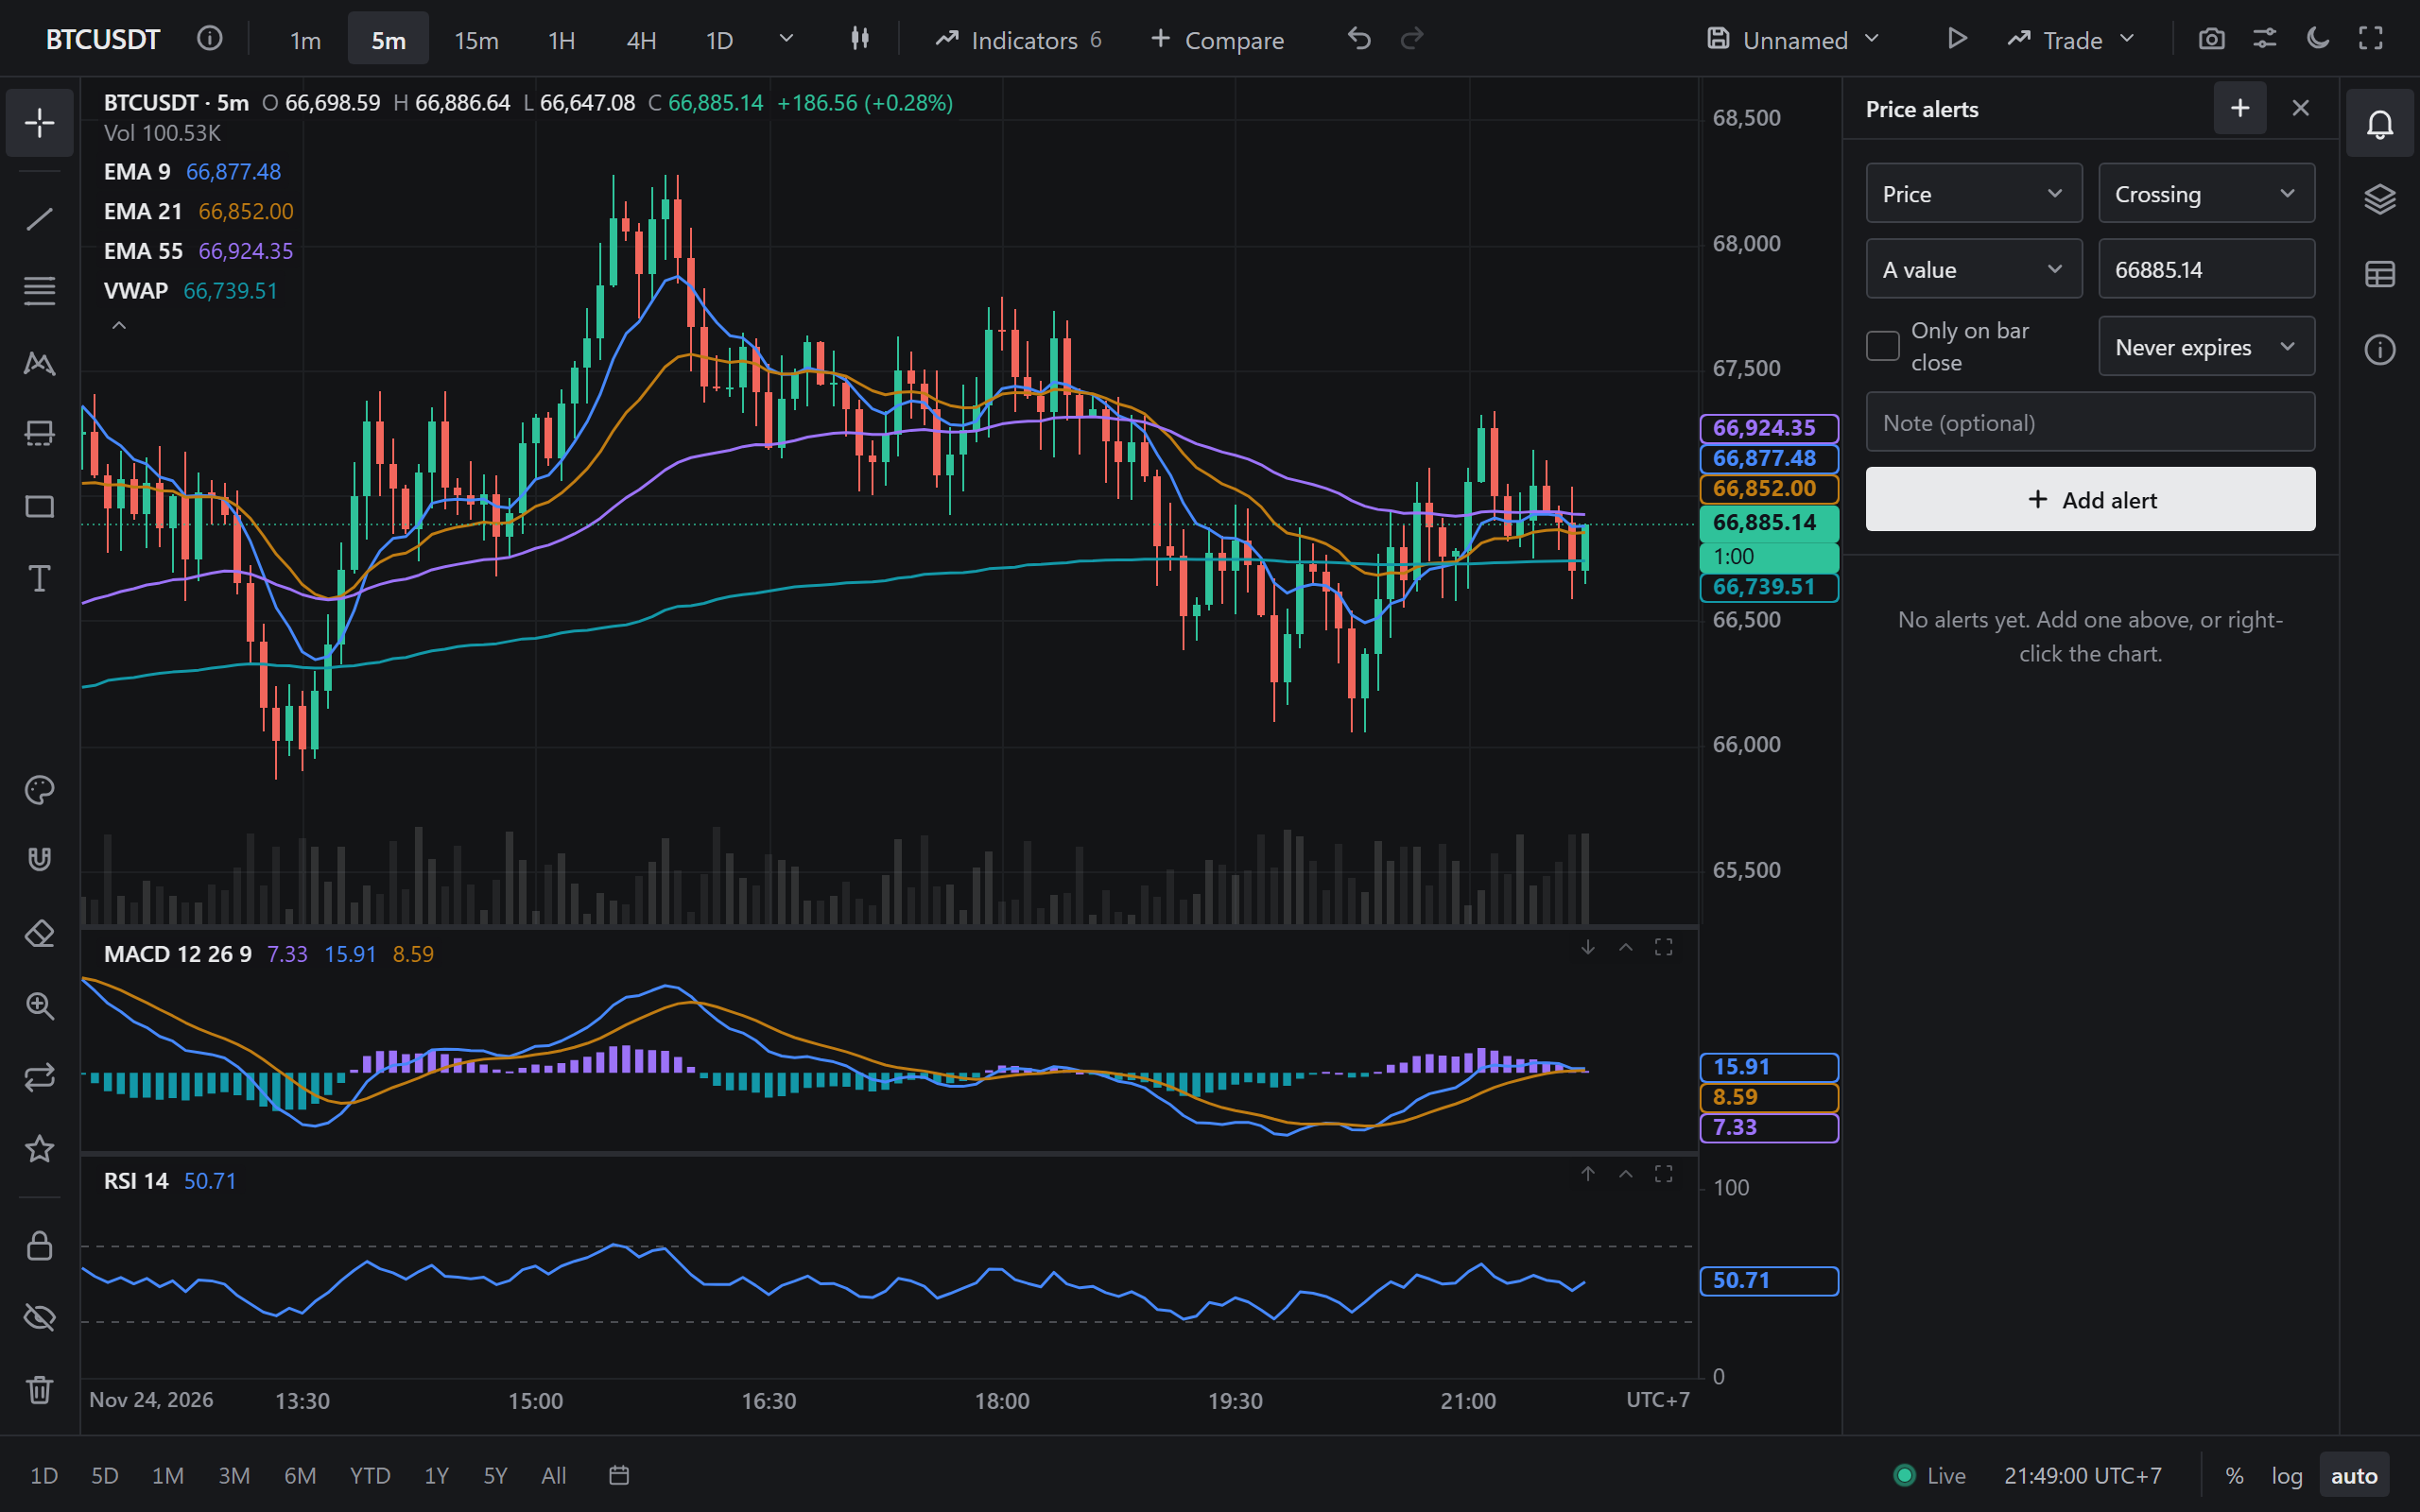 BTCUSDT 1m 5m 15m 1H 4H 1D Indicators 6 Compare Unnamed Trade
BTCUSDT · 5m O 66,698.59 H 66,886.64 L 66,647.08 C 66,885.14 +186.56 (+0.28%)
Vol 100.53K
EMA 9 66,877.48
EMA 21 66,852.00
EMA 55 66,924.35
VWAP 66,739.51
68,500
68,000
67,500
66,924.35
66,877.48
66,852.00
66,885.14
1:00
66,739.51
66,500
66,000
65,500
MACD 12 26 9 7.33 15.91 8.59
15.91
8.59
7.33
RSI 14 50.71
100
50.71
0
Nov 24, 2026 13:30 15:00 16:30 18:00 19:30 21:00 UTC+7
Price alerts
Price Crossing
A value 66885.14
Only on bar
close
Never expires
Note (optional)
Add alert
No alerts yet. Add one above, or right-
click the chart.
1D 5D 1M 3M 6M YTD 1Y 5Y All Live 21:49:00 UTC+7 % log auto